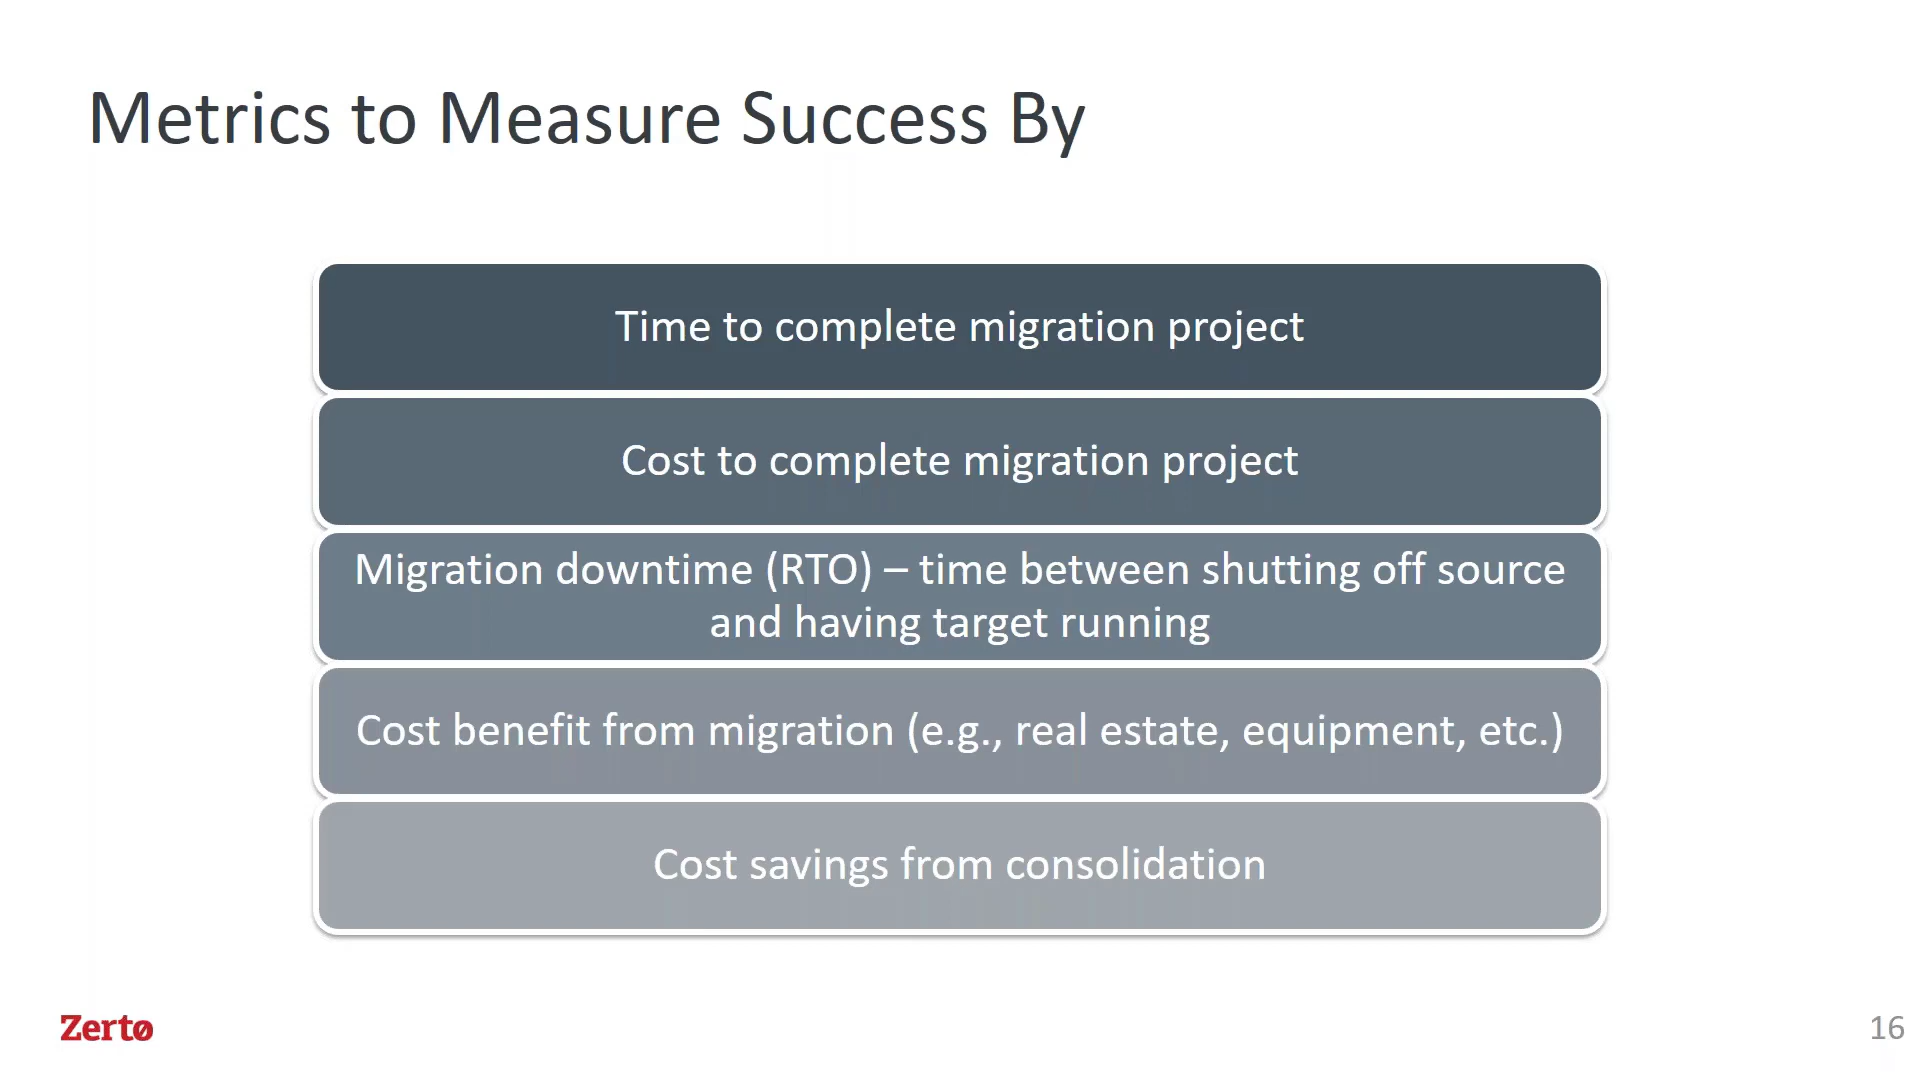 Metrics to Measure Success By
Time to complete migration project
Cost to complete migration project
Migration downtime (RTO) – time between shutting off source
and having target running
Cost benefit from migration (e.g., real estate, equipment, etc.)
Cost savings from consolidation
Zerto
16